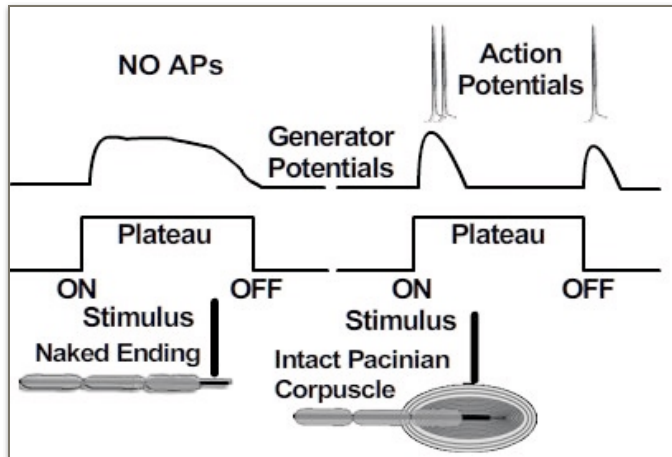 NO APs
Action
Potentials
Generator
Potentials
Plateau
Plateau
ON
OFF
ON
OFF
Stimulus
Stimulus
Naked Ending
Intact Pacinian
Corpuscle